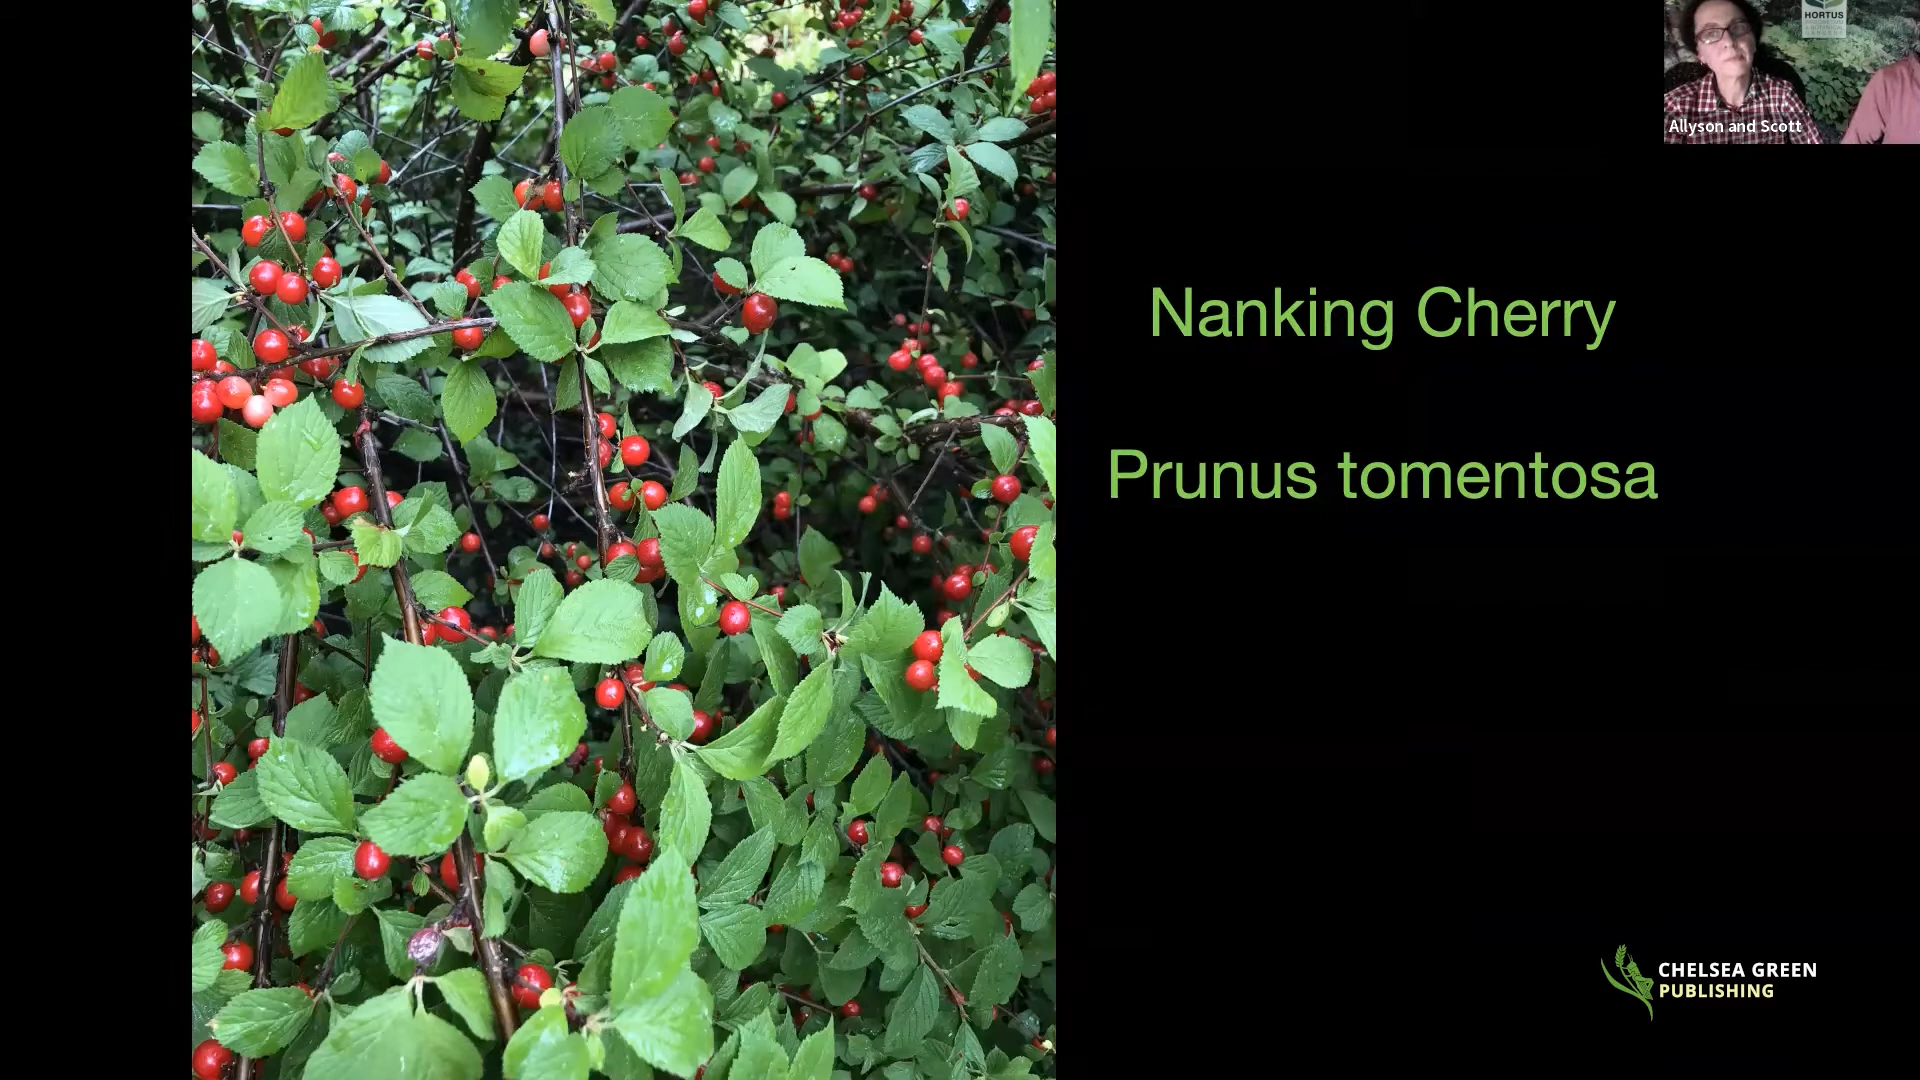 HORTUS
Allyson and Scott
Nanking Cherry
Prunus tomentosa
CHELSEA GREEN
PUBLISHING